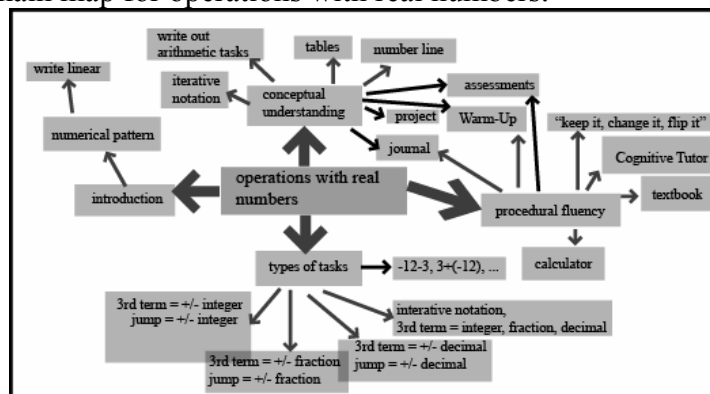 main map for operations with real numbers.
write out
arithmetic tasks
tables
number line
write linear
iterative
notation
conceptual
understanding
assessments
project
Warm-Up
"keep it, change it, flip it"
numerical pattern
journal
Cognitive Tutor
operations with real
numbers
introduction
procedural fluency
textbook
types of tasks
-12-3, 3+(-12), ...
calculator
3rd term = +/- integer
jump = +/- integer
interative notation,
3rd term = integer, fraction, decimal
3rd term = +/- decimal
jump = +/- decimal
3rd term = +/- fraction
jump = +/- fraction